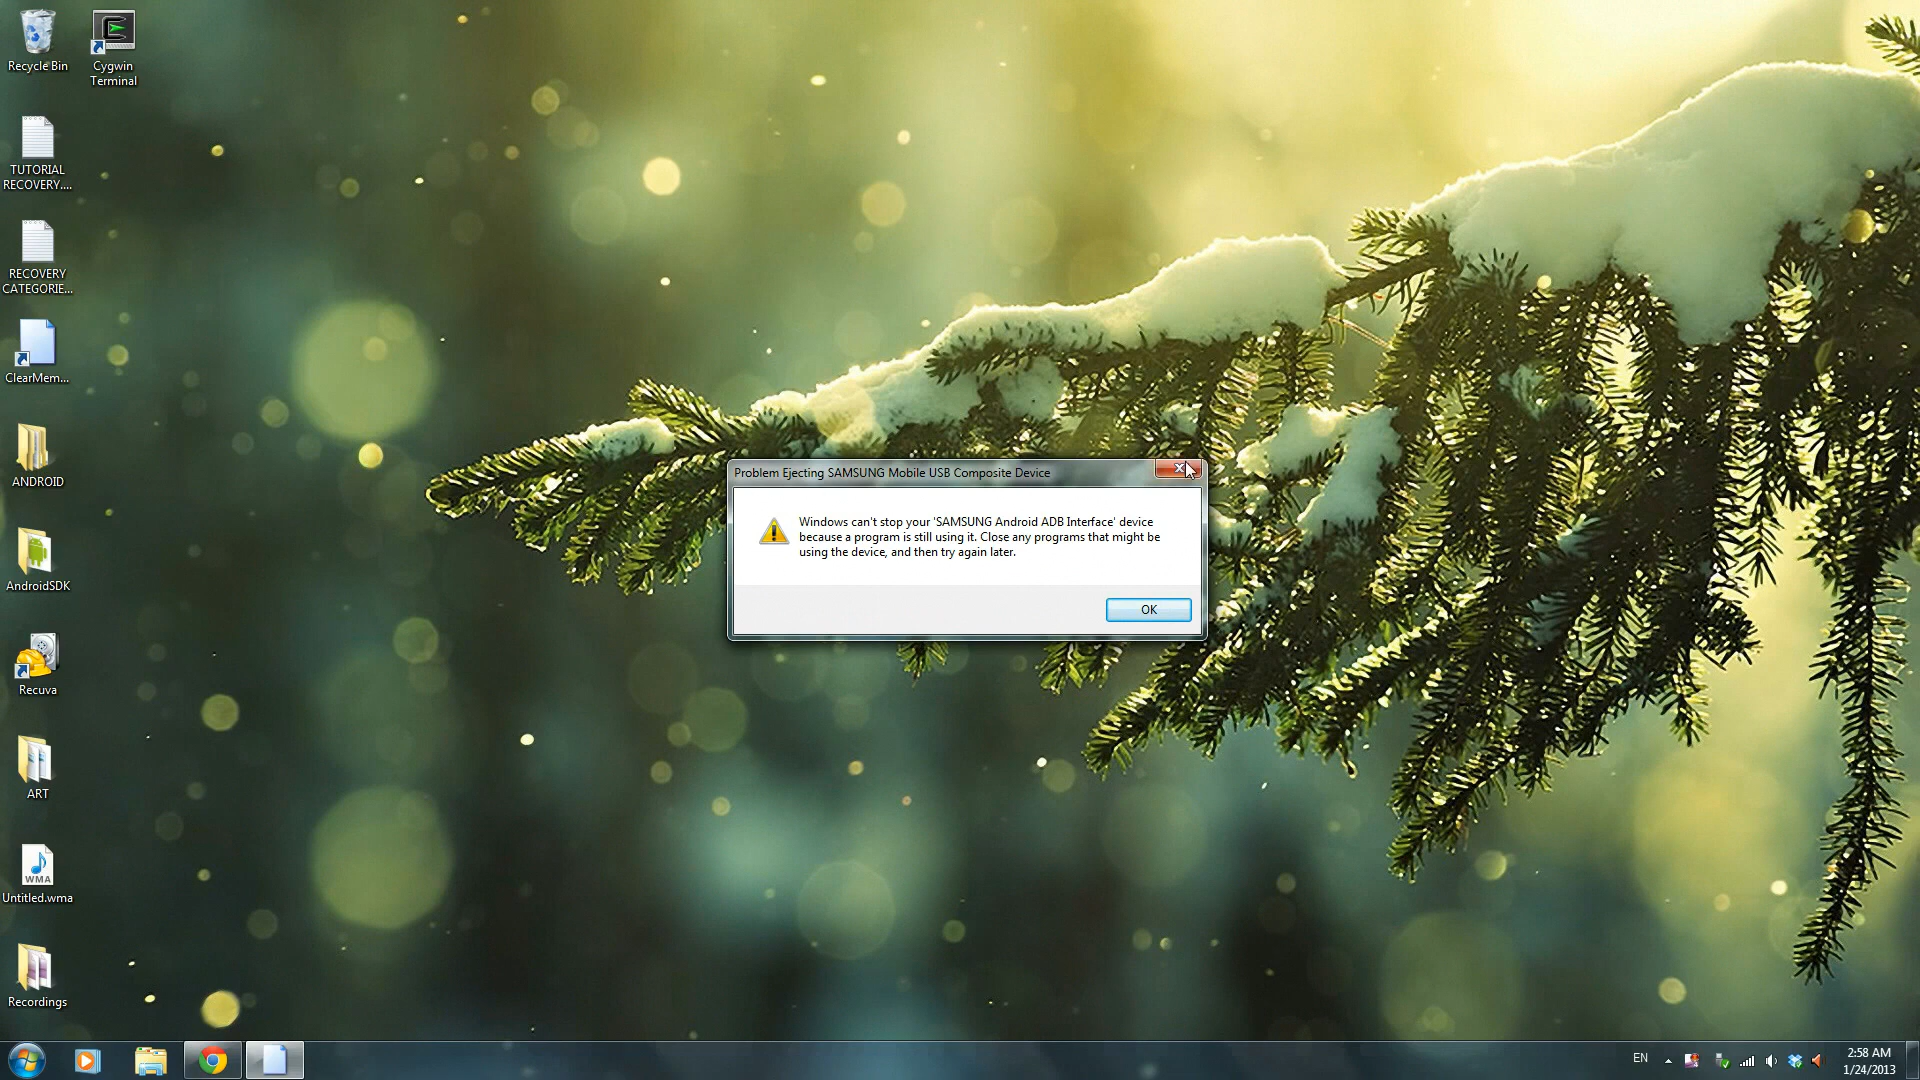 Recycle Bin
Cygwin
Terminal
TUTORIAL
RECOVERY....
RECOVERY
CATEGORIE...
ClearMem...
ANDROID
AndroidSDK
Recuva
ART
WMA
Untitled.wma
Recordings
Problem Ejecting SAMSUNG Mobile USB Composite Device
Windows can't stop your 'SAMSUNG Android ADB Interface' device
because a program is still using it. Close any programs that might be
using the device, and then try again later.
OK
EN
2:58 AM
1/24/2013